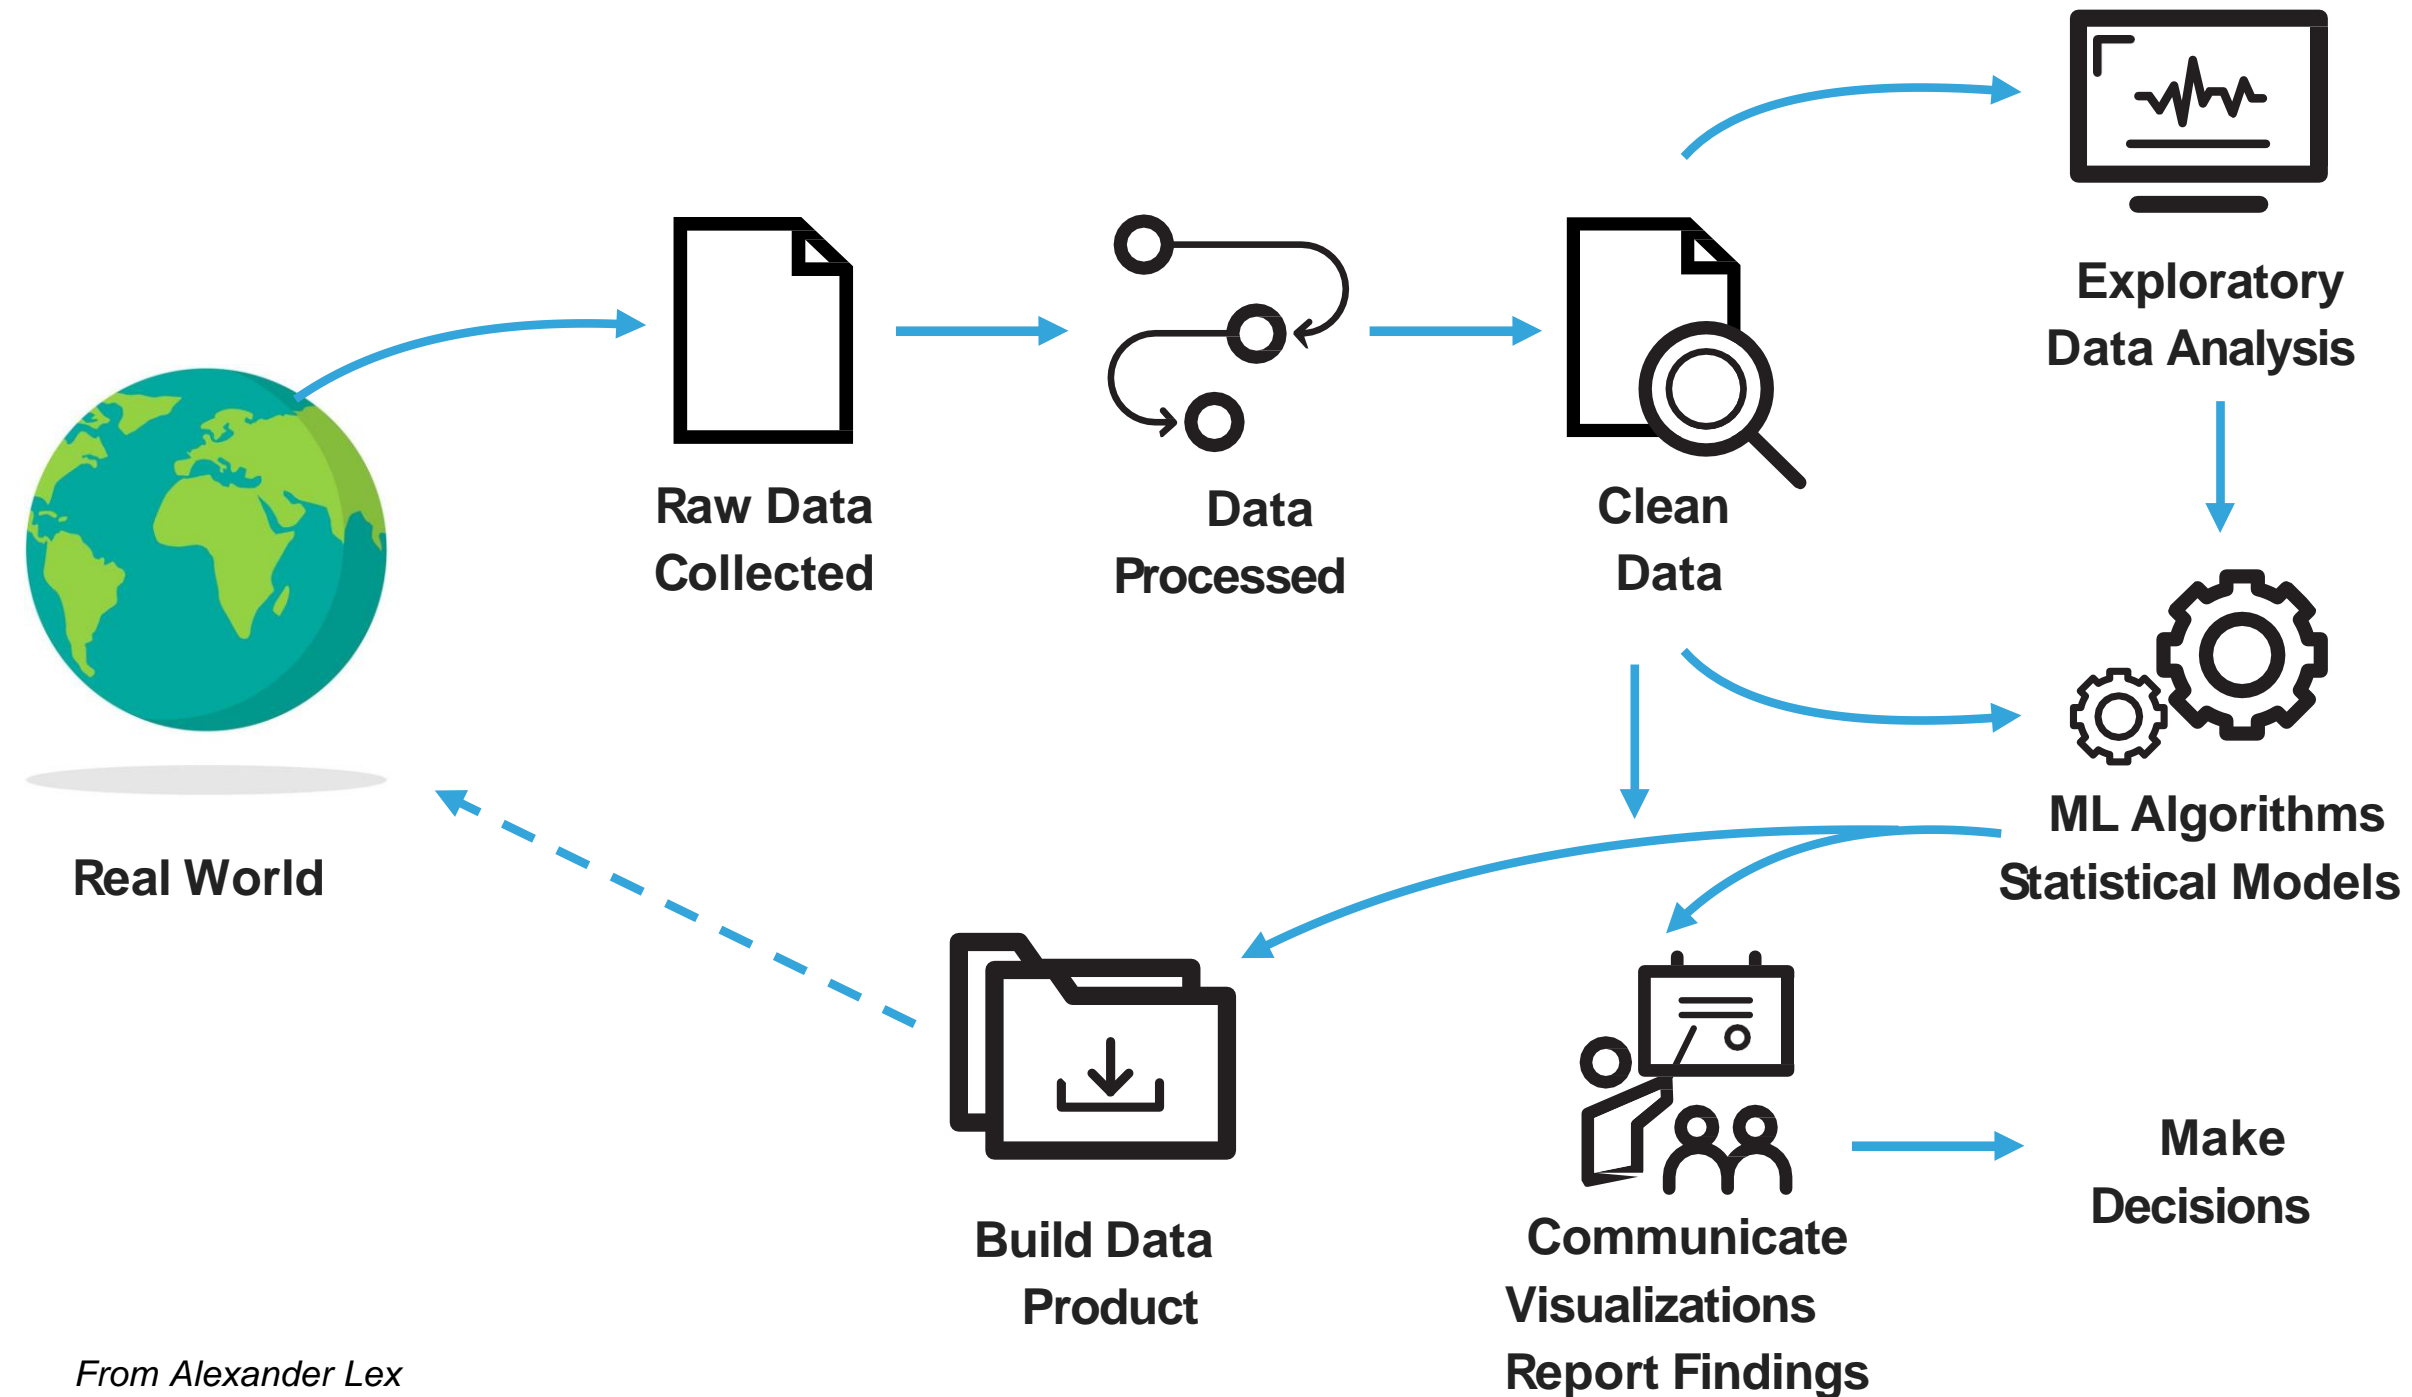 Exploratory
Data Analysis
Raw Data
Collected
Data
Processed
Clean
Data
ML Algorithms
Statistical Models
Real World
Build Data
Product
Communicate
Visualizations
Report Findings
Make
Decisions
From Alexander Lex